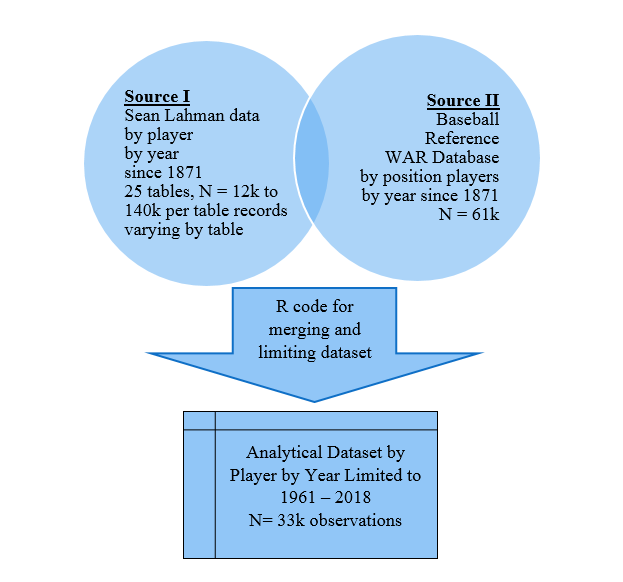 Source I
Sean Lahman data
by player
by year
since 1871
25 tables, N = 12k to
140k per table records
varying by table
Source II
Baseball
Reference
WAR Database
by position players
by year since 1871
N = 61k
R code for
merging and
limiting dataset
Analytical Dataset by
Player by Year Limited to
1961 – 2018
N= 33k observations